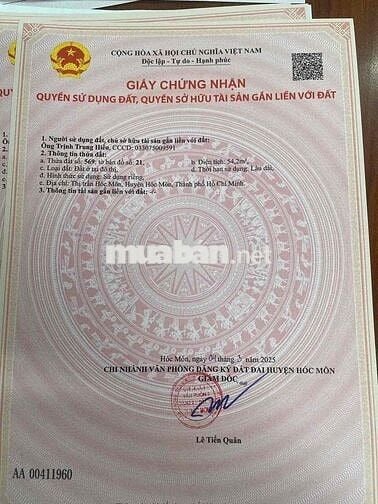 CỘNG HÒA XÃ HỘI CHỦ NGHĨA VIỆT NAM
Độc lập - Tự do - Hạnh phúc
GIẤY CHỨNG NHẬN
QUYỀN SỬ DỤNG ĐẤT, QUYỀN SỞ HỮU TÀI SẢN GẮN LIỀN VỚI ĐẤT
1. Người sử dụng đất, chủ sở hữu tài sản gắn liền với đất:
Ông Trịnh Trung Hiếu, CCCD: 033075009591
2. Thông tin thửa đất:
a. Thửa đất số: 569; tờ bản đồ số: 21, b. Diện tích: 54,2m²,
c. Loại đất: Đất ở tại đô thị, d. Thời hạn sử dụng: Lâu dài,
đ. Hình thức sử dụng: Sử dụng riêng,
e. Địa chỉ: Thị trấn Hóc Môn, Huyện Hóc Môn, Thành phố Hồ Chí Minh.
3. Thông tin tài sản gắn liền với đất: -/-
muaban.net
Hóc Môn, ngày 04 tháng 3 năm 2025
CHI NHÁNH VĂN PHÒNG ĐĂNG KÝ ĐẤT ĐAI HUYỆN HÓC MÔN
GIÁM ĐỐC
Lê Tiến Quân
AA 00411960